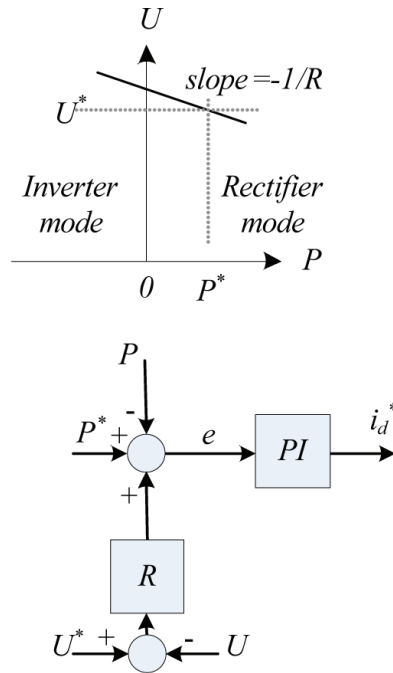 U
slope=-1/R
U*
Inverter mode
Rectifier mode
0
P*
P
P
-
P* +
e
PI
i_d*
+
R
U* +
- U